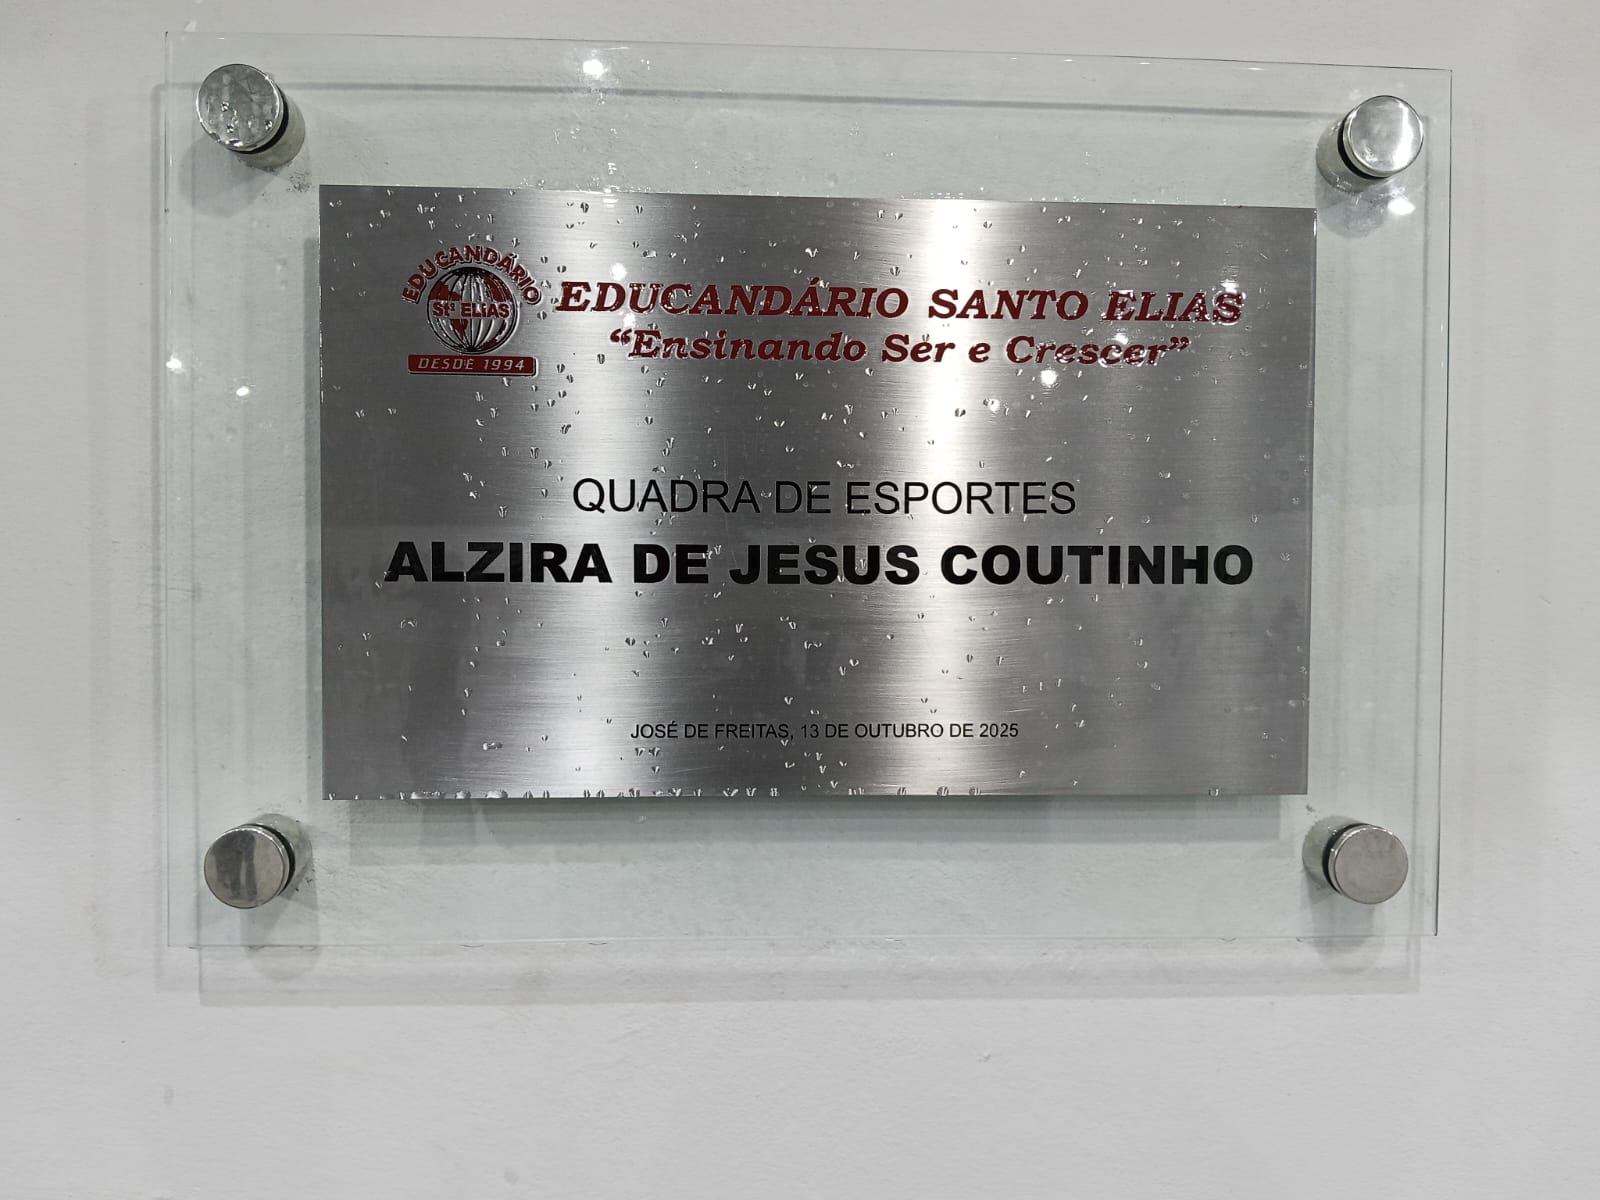 EDUCANDÁRIO
STº ELIAS
DESDE 1994
EDUCANDÁRIO SANTO ELIAS
“Ensinando Ser e Crescer”
QUADRA DE ESPORTES
ALZIRA DE JESUS COUTINHO
JOSÉ DE FREITAS, 13 DE OUTUBRO DE 2025